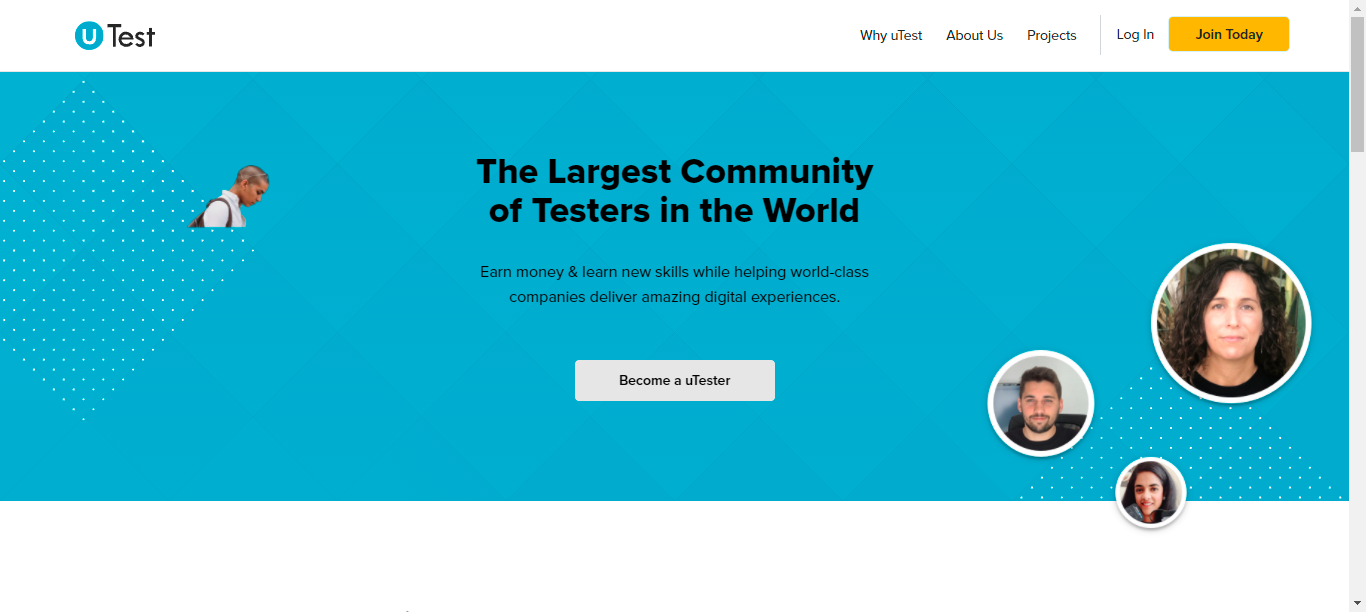 uTest
Why uTest
About Us
Projects
Log In
Join Today
The Largest Community
of Testers in the World
Earn money & learn new skills while helping world-class
companies deliver amazing digital experiences.
Become a uTester